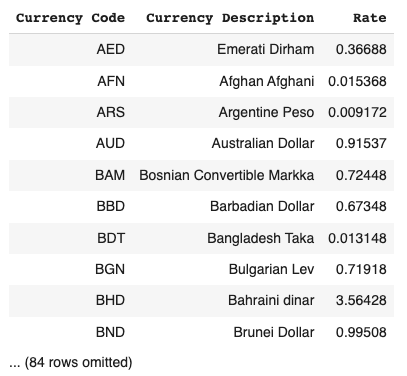 Currency Code Currency Description Rate
AED Emerati Dirham 0.36688
AFN Afghan Afghani 0.015368
ARS Argentine Peso 0.009172
AUD Australian Dollar 0.91537
BAM Bosnian Convertible Markka 0.72448
BBD Barbadian Dollar 0.67348
BDT Bangladesh Taka 0.013148
BGN Bulgarian Lev 0.71918
BHD Bahraini dinar 3.56428
BND Brunei Dollar 0.99508
... (84 rows omitted)